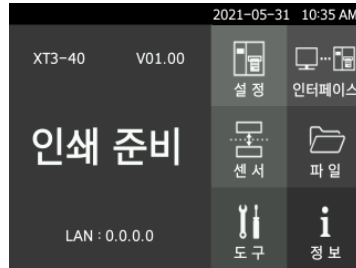 2021-05-31 10:35 AM
XT3-40 V01.00
인쇄 준비
LAN : 0.0.0.0
설 정
인터페이스
센 서
파 일
도 구
정 보